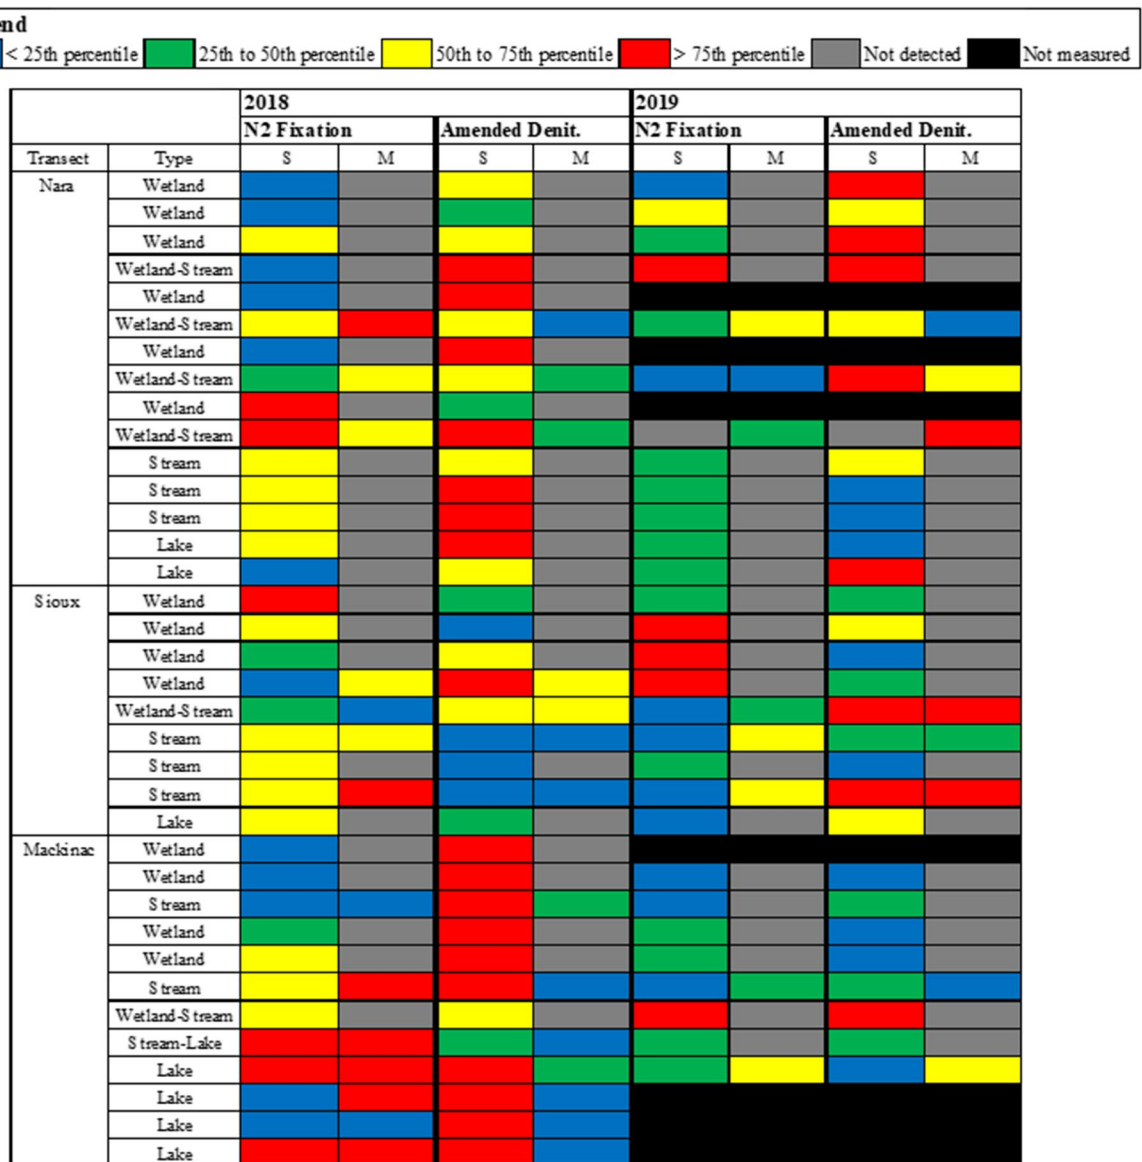 end
< 25th percentile 25th to 50th percentile 50th to 75th percentile > 75th percentile Not detected Not measured
2018 2019
N2 Fixation Amended Denit. N2 Fixation Amended Denit.
Transect Type S M S M S M S M
Nara Wetland
Wetland
Wetland
Wetland-Stream
Wetland
Wetland-Stream
Wetland
Wetland-Stream
Wetland
Wetland-Stream
Stream
Stream
Stream
Lake
Lake
Sioux Wetland
Wetland
Wetland
Wetland
Wetland-Stream
Stream
Stream
Stream
Lake
Mackinac Wetland
Wetland
Stream
Wetland
Wetland
Stream
Wetland-Stream
Stream-Lake
Lake
Lake
Lake
Lake